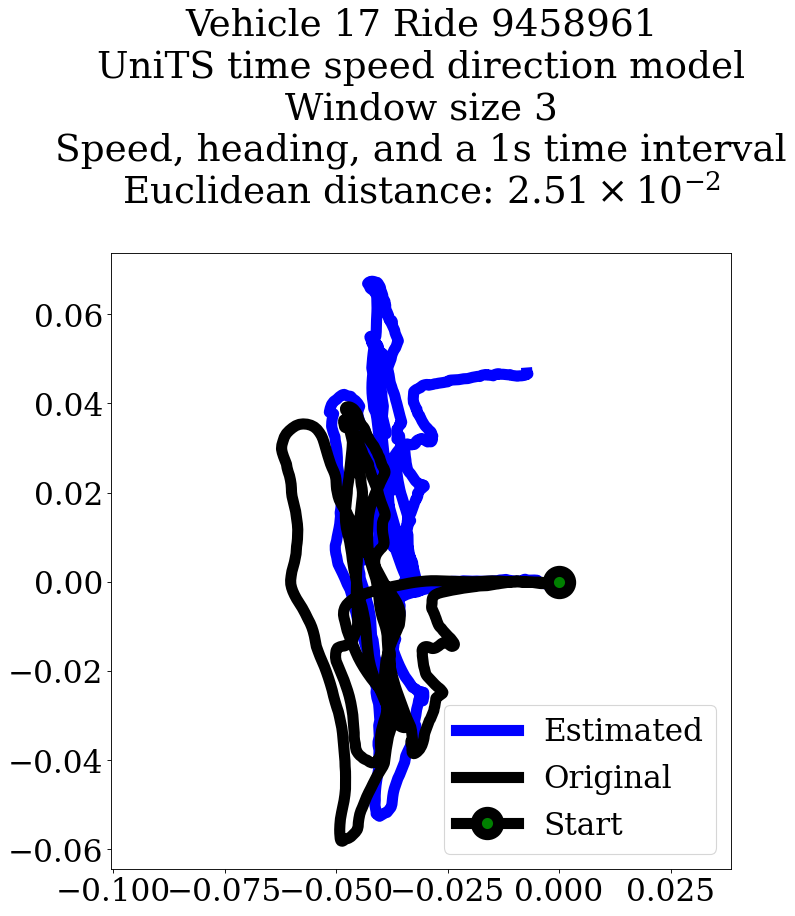 Vehicle 17 Ride 9458961
UniTS time speed direction model
Window size 3
Speed, heading, and a 1s time interval
Euclidean distance: 2.51 × 10⁻²
0.06
0.04
0.02
0.00
−0.02
−0.04
−0.06
Estimated
Original
Start
−0.100 −0.075 −0.050 −0.025 0.000 0.025